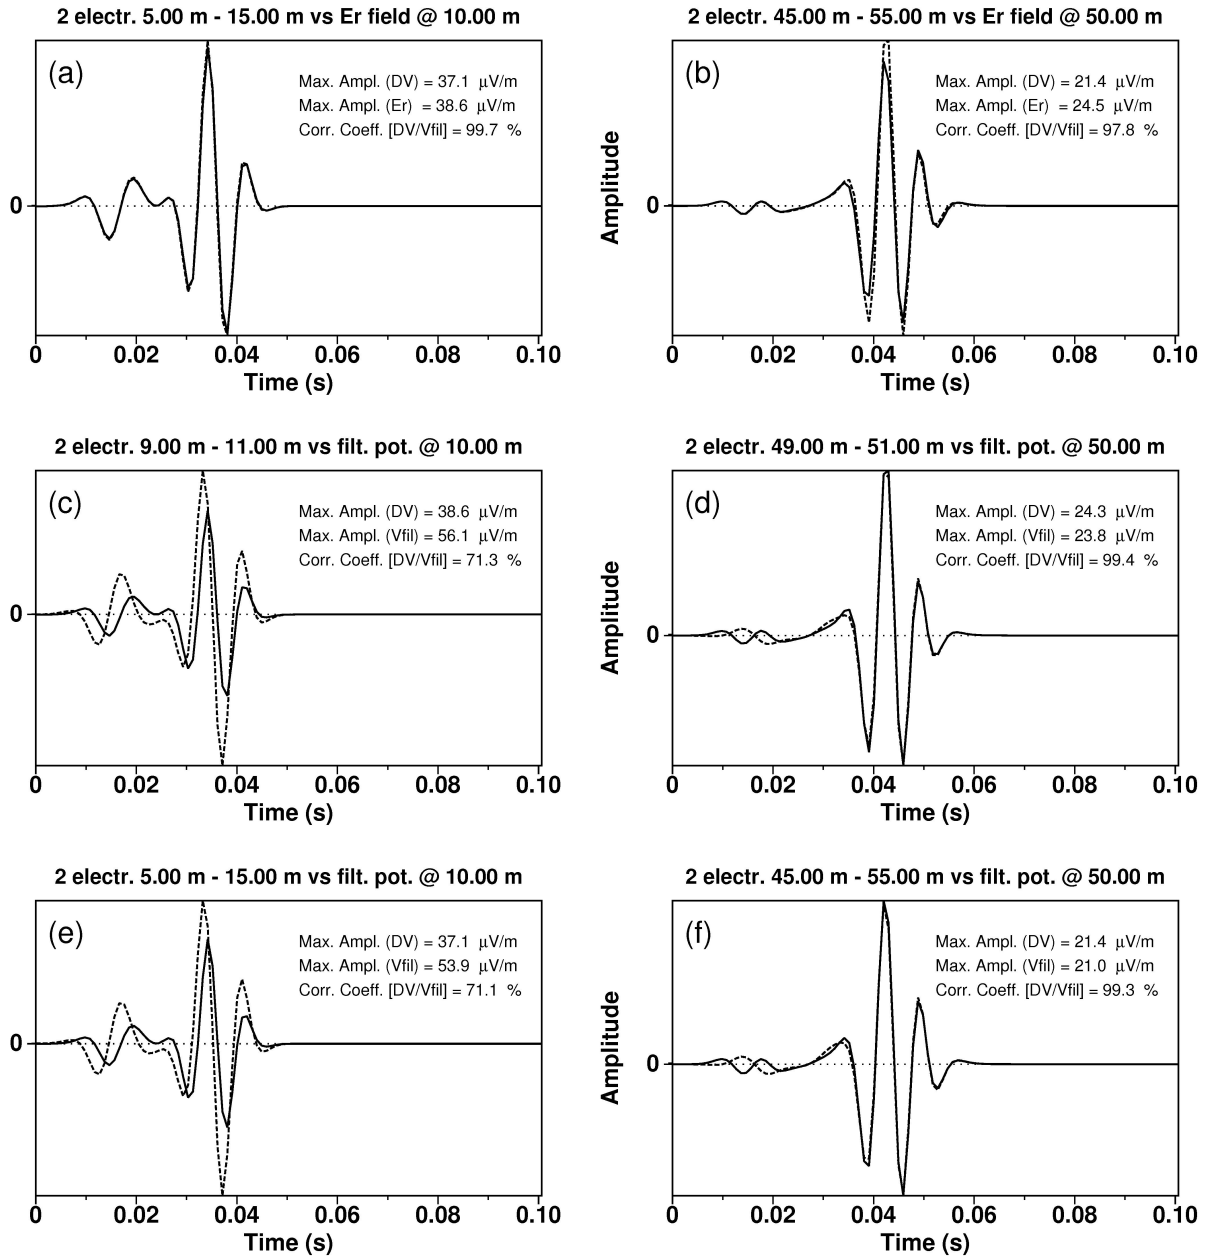 2 electr. 5.00 m - 15.00 m vs Er field @ 10.00 m
(a)
Max. Ampl. (DV) = 37.1 μV/m
Max. Ampl. (Er) = 38.6 μV/m
Corr. Coeff. [DV/Vfil] = 99.7 %
0
0 0.02 0.04 0.06 0.08 0.10
Time (s)
2 electr. 45.00 m - 55.00 m vs Er field @ 50.00 m
(b)
Max. Ampl. (DV) = 21.4 μV/m
Max. Ampl. (Er) = 24.5 μV/m
Corr. Coeff. [DV/Vfil] = 97.8 %
Amplitude
0
0 0.02 0.04 0.06 0.08 0.10
Time (s)
2 electr. 9.00 m - 11.00 m vs filt. pot. @ 10.00 m
(c)
Max. Ampl. (DV) = 38.6 μV/m
Max. Ampl. (Vfil) = 56.1 μV/m
Corr. Coeff. [DV/Vfil] = 71.3 %
0
0 0.02 0.04 0.06 0.08 0.10
Time (s)
2 electr. 49.00 m - 51.00 m vs filt. pot. @ 50.00 m
(d)
Max. Ampl. (DV) = 24.3 μV/m
Max. Ampl. (Vfil) = 23.8 μV/m
Corr. Coeff. [DV/Vfil] = 99.4 %
Amplitude
0
0 0.02 0.04 0.06 0.08 0.10
Time (s)
2 electr. 5.00 m - 15.00 m vs filt. pot. @ 10.00 m
(e)
Max. Ampl. (DV) = 37.1 μV/m
Max. Ampl. (Vfil) = 53.9 μV/m
Corr. Coeff. [DV/Vfil] = 71.1 %
0
0 0.02 0.04 0.06 0.08 0.10
Time (s)
2 electr. 45.00 m - 55.00 m vs filt. pot. @ 50.00 m
(f)
Max. Ampl. (DV) = 21.4 μV/m
Max. Ampl. (Vfil) = 21.0 μV/m
Corr. Coeff. [DV/Vfil] = 99.3 %
Amplitude
0
0 0.02 0.04 0.06 0.08 0.10
Time (s)